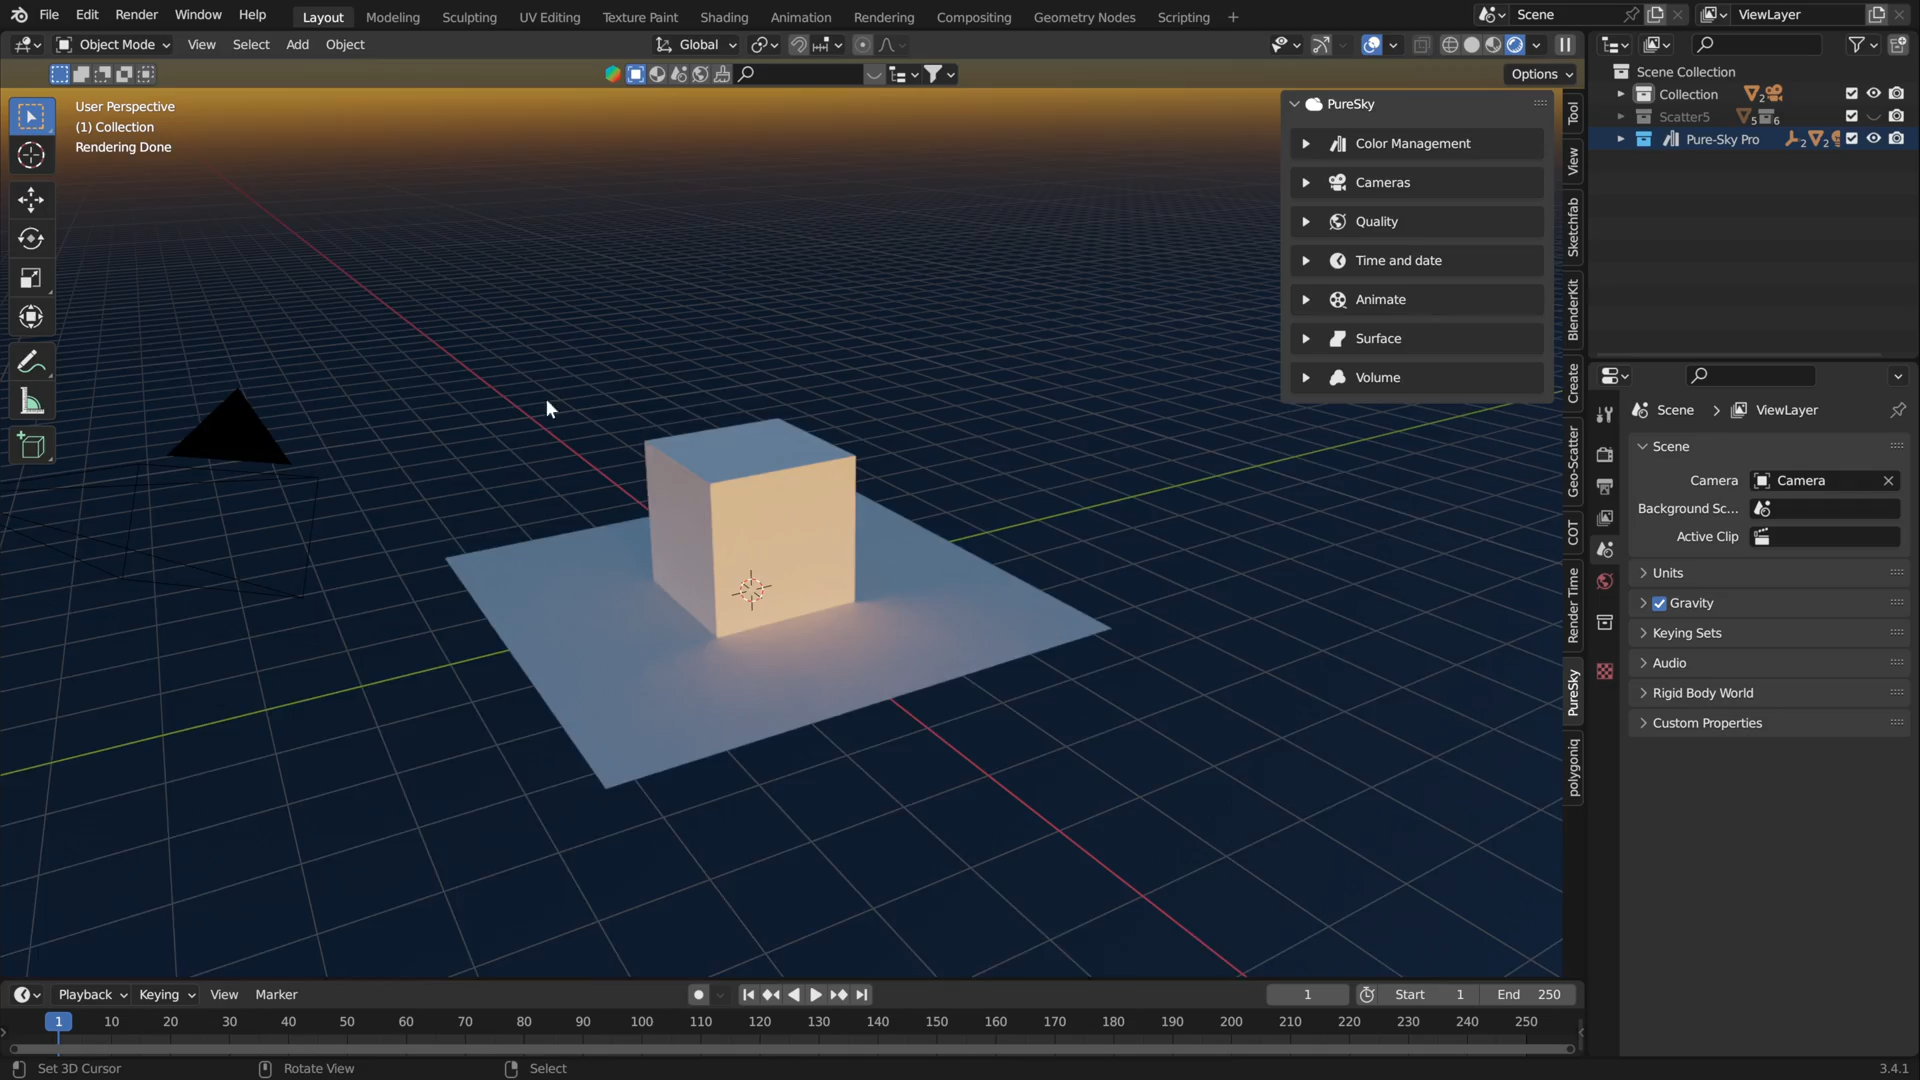 File Edit Render Window Help Layout Modeling Sculpting UV Editing Texture Paint Shading Animation Rendering Compositing Geometry Nodes Scripting + Scene ViewLayer
Object Mode View Select Add Object Global
Options
User Perspective
(1) Collection
Rendering Done
PureSky
Color Management
Cameras
Quality
Time and date
Animate
Surface
Volume
Tool
View
Sketchfab
BlenderKit
Create
Geo-Scatter
COT
Render Time
PureSky
polygoniq
Scene Collection
Collection 2
Scatter5 5 6
Pure-Sky Pro 2 2
Scene ViewLayer
Scene
Camera Camera
Background Sc...
Active Clip
Units
Gravity
Keying Sets
Audio
Rigid Body World
Custom Properties
Playback Keying View Marker 1 Start 1 End 250
1 10 20 30 40 50 60 70 80 90 100 110 120 130 140 150 160 170 180 190 200 210 220 230 240 250
Set 3D Cursor Rotate View Select 3.4.1